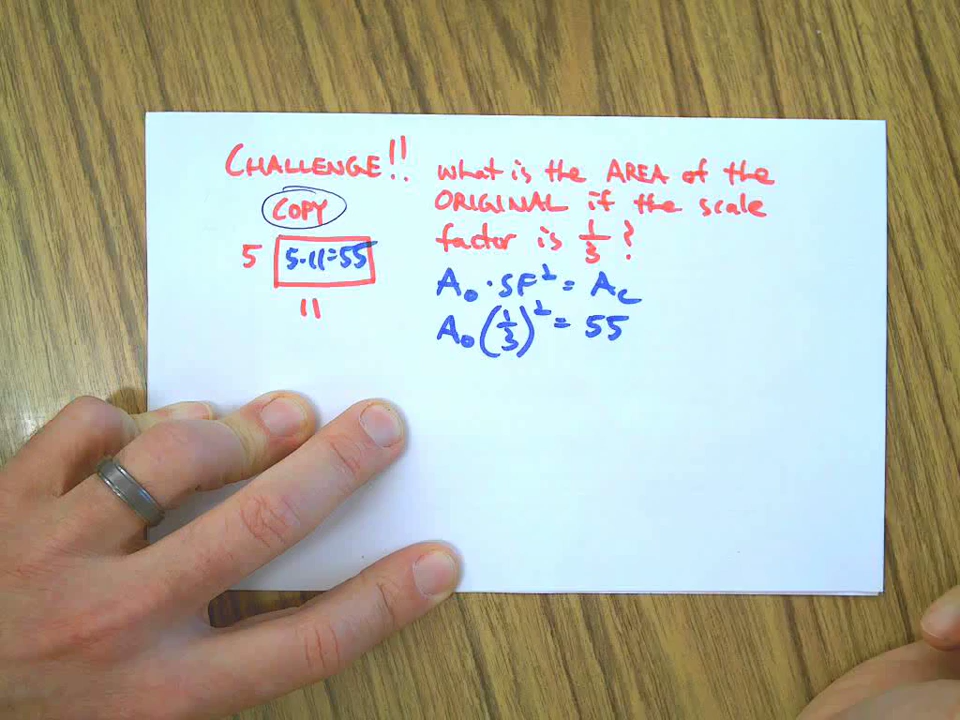 CHALLENGE!!
COPY
5
5·11=55
11
What is the AREA of the
ORIGINAL if the scale
factor is 1/3?
A₀ · SF² = A_C
A₀(1/3)² = 55